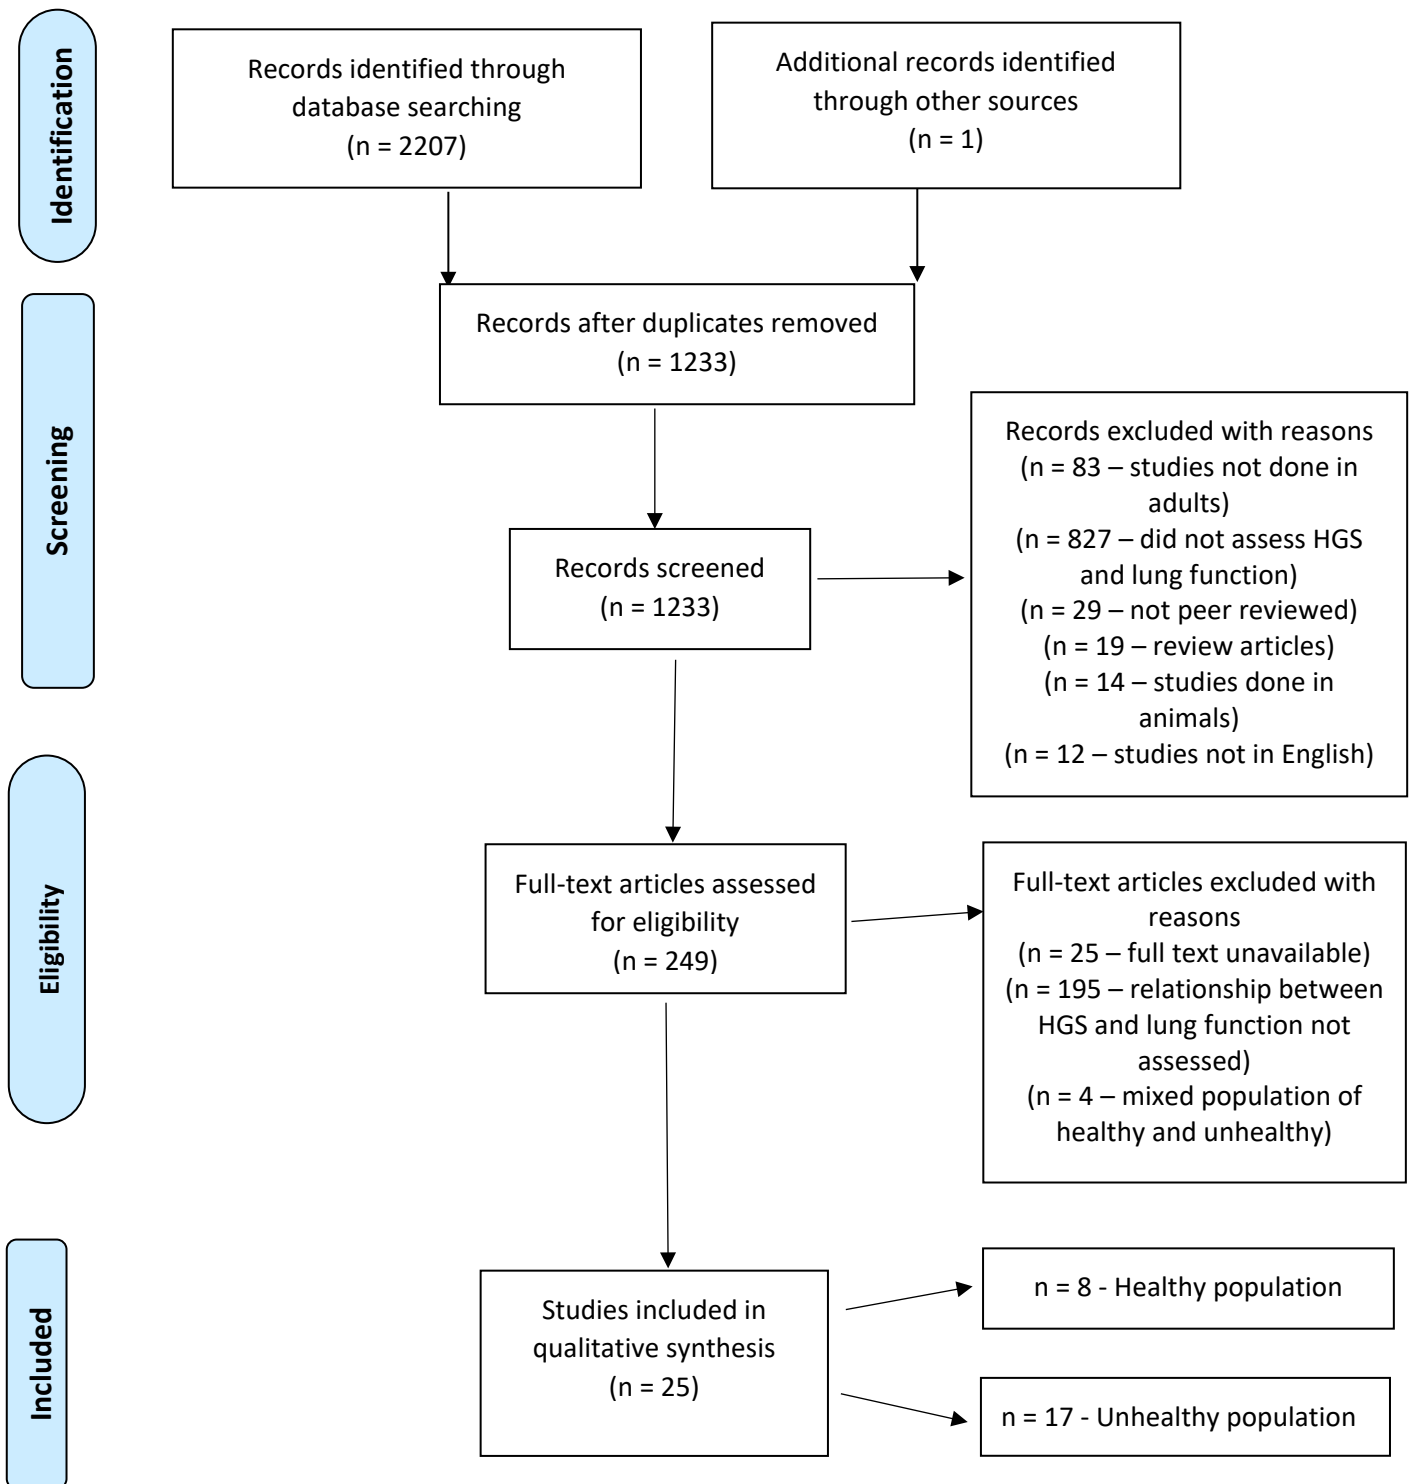 Identification
Records identified through
database searching
(n = 2207)
Additional records identified
through other sources
(n = 1)
Screening
Records after duplicates removed
(n = 1233)
Records screened
(n = 1233)
Records excluded with reasons
(n = 83 – studies not done in
adults)
(n = 827 – did not assess HGS
and lung function)
(n = 29 – not peer reviewed)
(n = 19 – review articles)
(n = 14 – studies done in
animals)
(n = 12 – studies not in English)
Eligibility
Full-text articles assessed
for eligibility
(n = 249)
Full-text articles excluded with
reasons
(n = 25 – full text unavailable)
(n = 195 – relationship between
HGS and lung function not
assessed)
(n = 4 – mixed population of
healthy and unhealthy)
Included
Studies included in
qualitative synthesis
(n = 25)
n = 8 - Healthy population
n = 17 - Unhealthy population